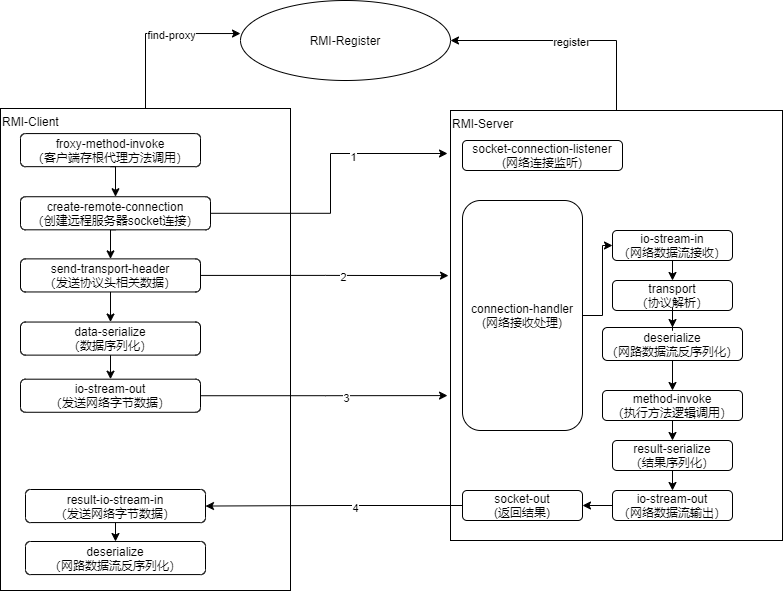 find-proxy
RMI-Register
register
RMI-Client
froxy-method-invoke
(客户端存根代理方法调用)
create-remote-connection
(创建远程服务器socket连接)
send-transport-header
(发送协议头相关数据)
data-serialize
(数据序列化)
io-stream-out
(发送网络字节数据)
result-io-stream-in
(发送网络字节数据)
deserialize
(网路数据流反序列化)
1
2
3
4
RMI-Server
socket-connection-listener
(网络连接监听)
connection-handler
(网络接收处理)
io-stream-in
(网络数据流接收)
transport
(协议解析)
deserialize
(网路数据流反序列化)
method-invoke
(执行方法逻辑调用)
result-serialize
(结果序列化)
io-stream-out
(网络数据流输出)
socket-out
(返回结果)